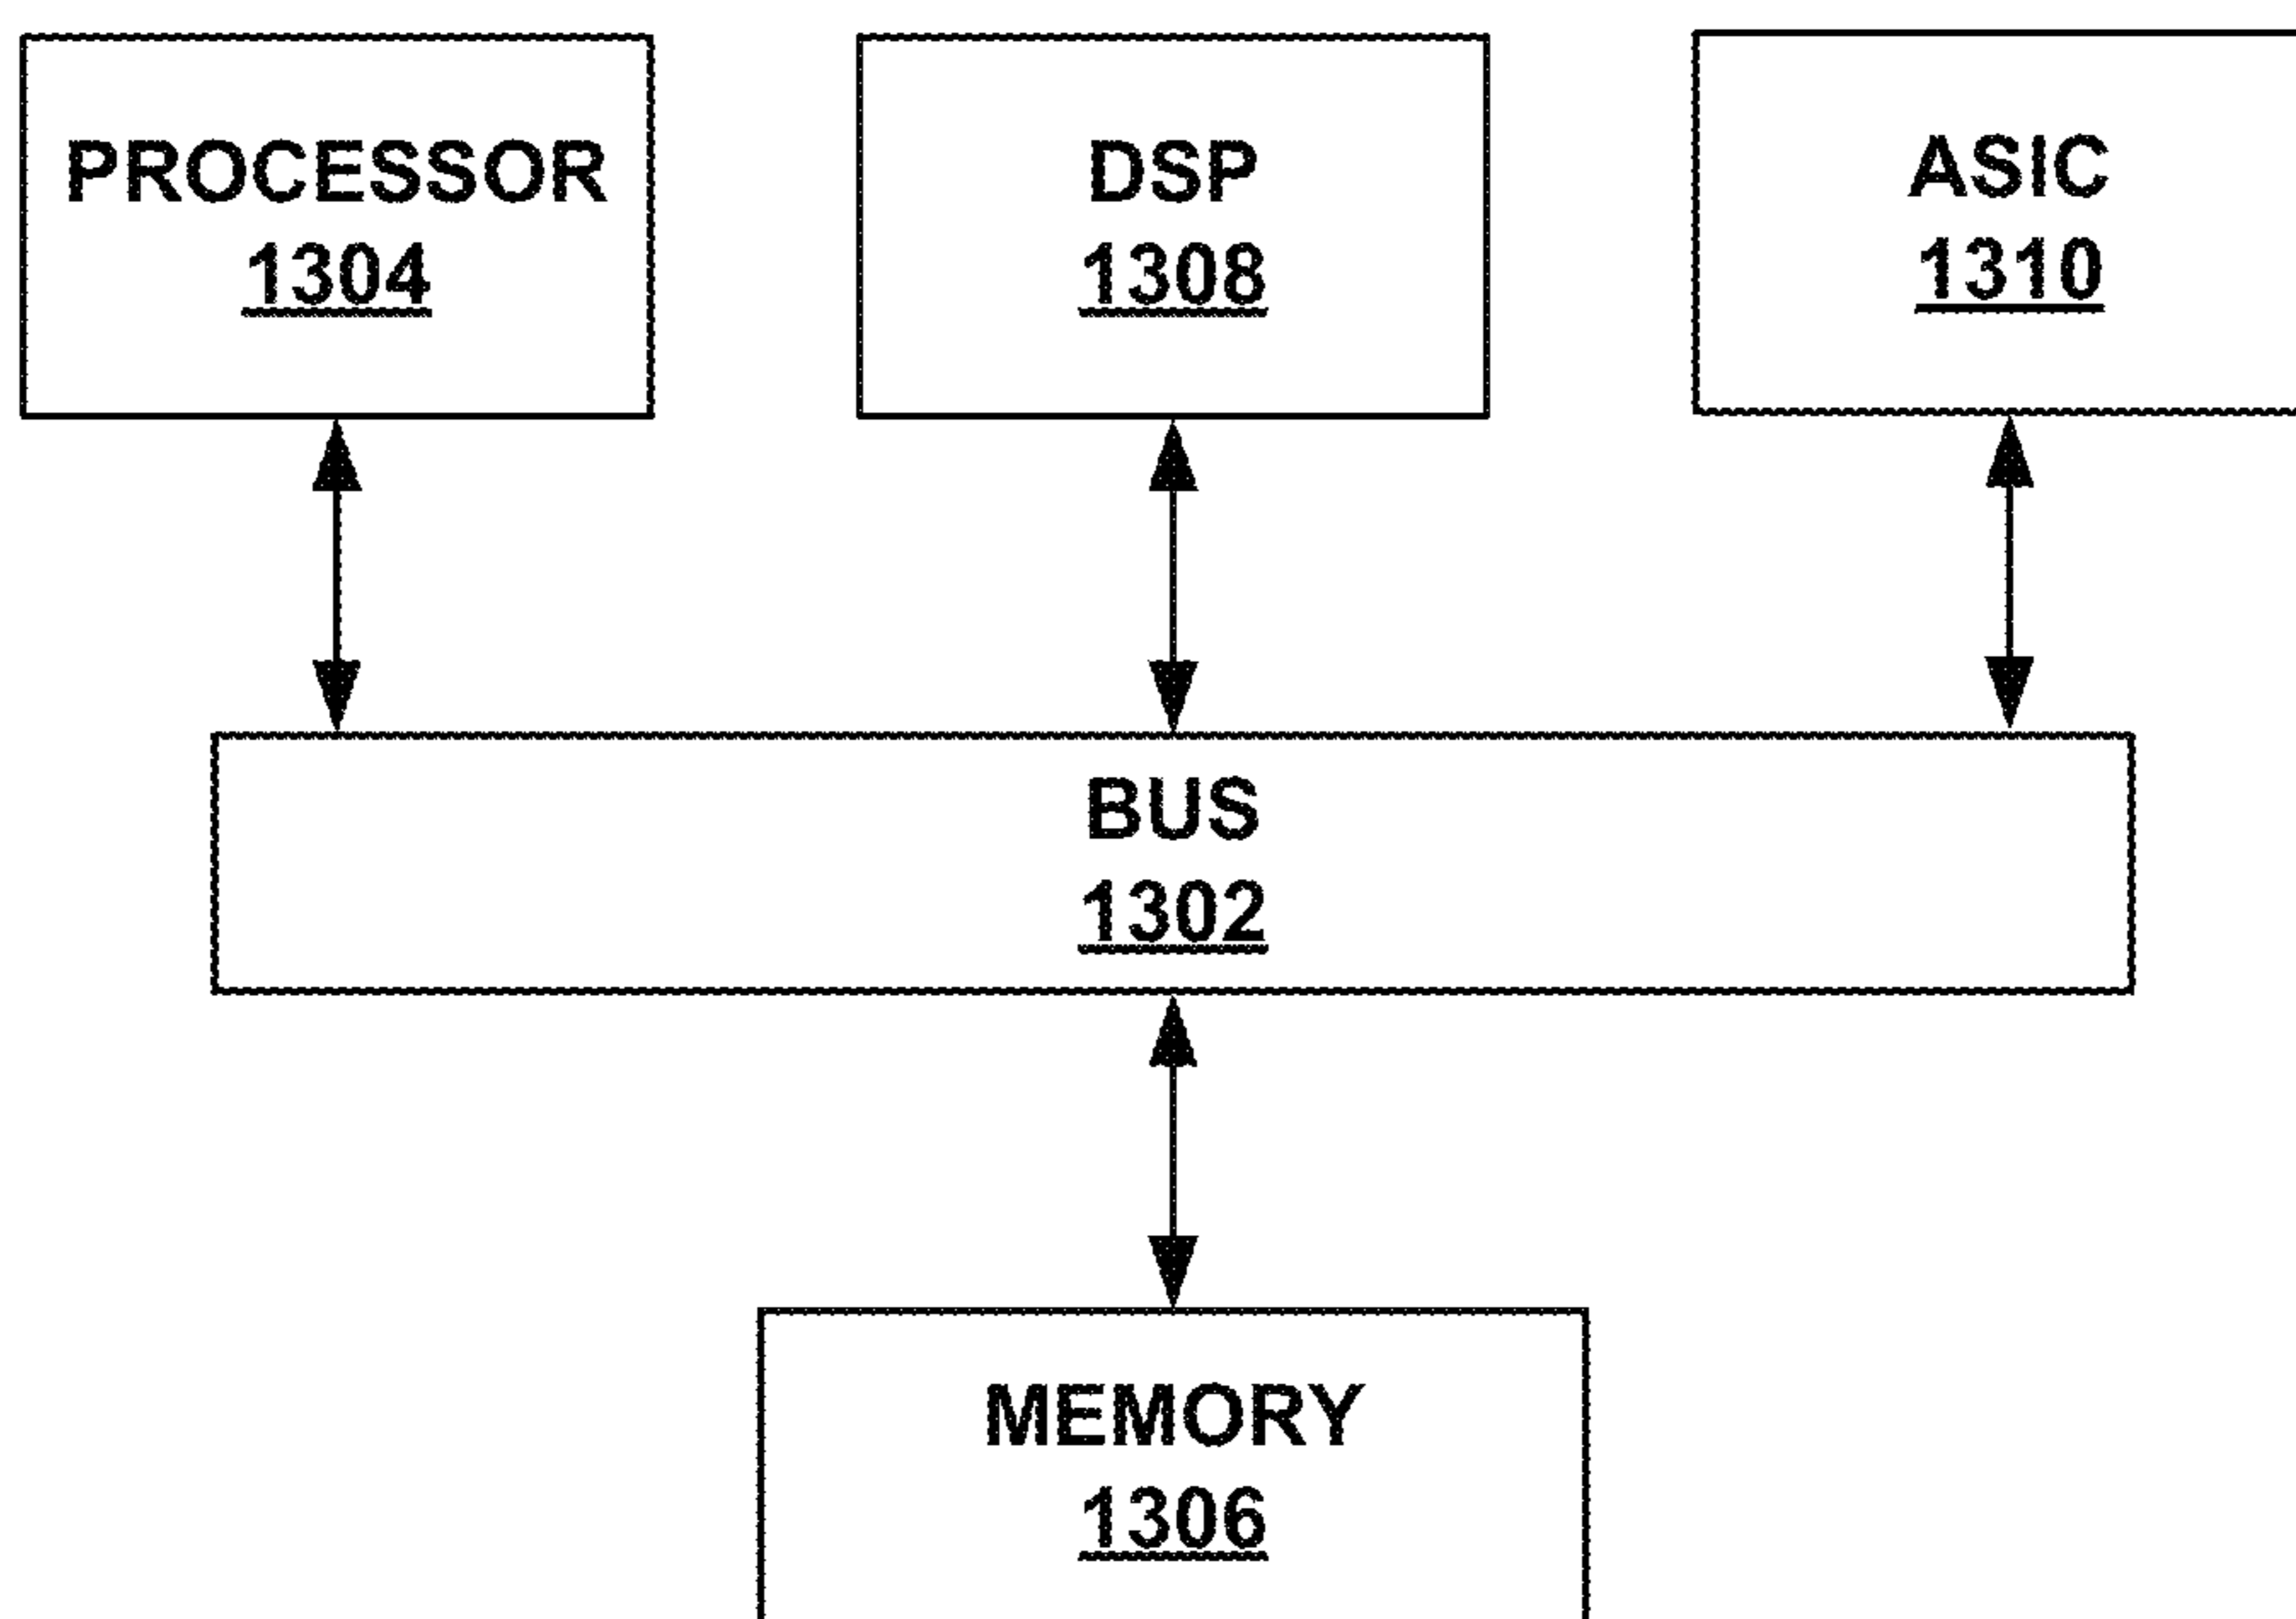 PROCESSOR
1304
DSP
1308
ASIC
1310
BUS
1302
MEMORY
1306